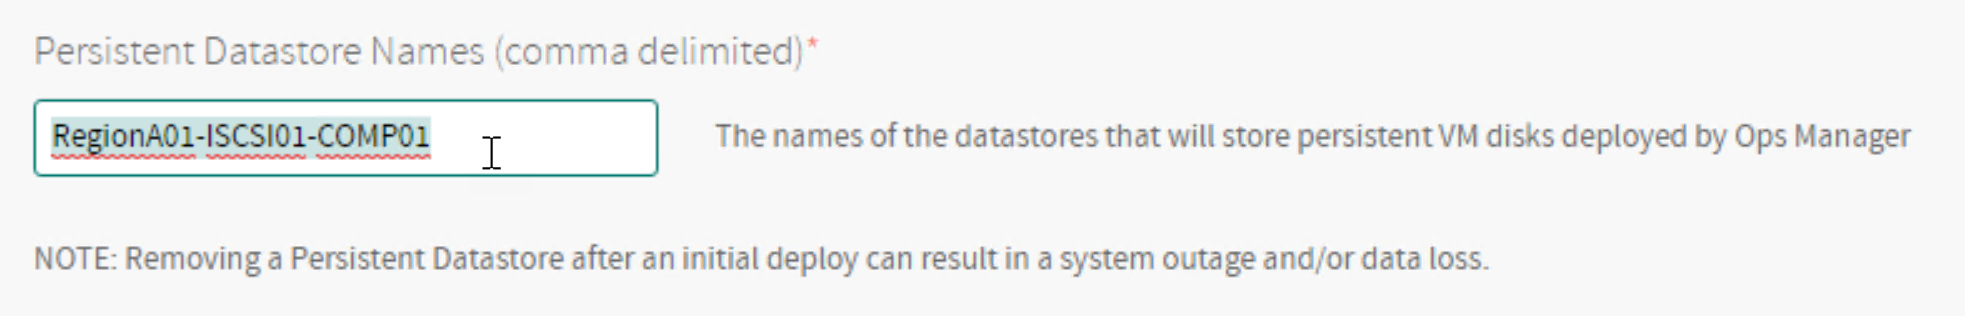 Persistent Datastore Names (comma delimited)*
RegionA01-ISCSI01-COMP01
The names of the datastores that will store persistent VM disks deployed by Ops Manager
NOTE: Removing a Persistent Datastore after an initial deploy can result in a system outage and/or data loss.